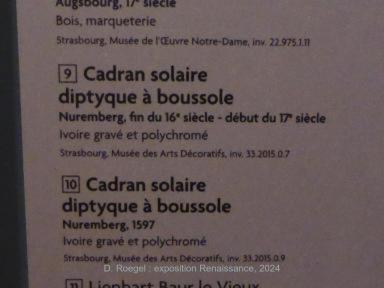 Augsbourg, 17e siècle
Bois, marqueterie
Strasbourg, Musée de l'Œuvre Notre-Dame, inv. 22.975.1.11
9 Cadran solaire
diptyque à boussole
Nuremberg, fin du 16e siècle - début du 17e siècle
Ivoire gravé et polychromé
Strasbourg, Musée des Arts Décoratifs, inv. 33.2015.0.7
10 Cadran solaire
diptyque à boussole
Nuremberg, 1597
Ivoire gravé et polychromé
Strasbourg, Musée des Arts Décoratifs, inv. 33.2015.0.9
D. Roegel : exposition Renaissance, 2024
11 Lienhart Baur le Vieux